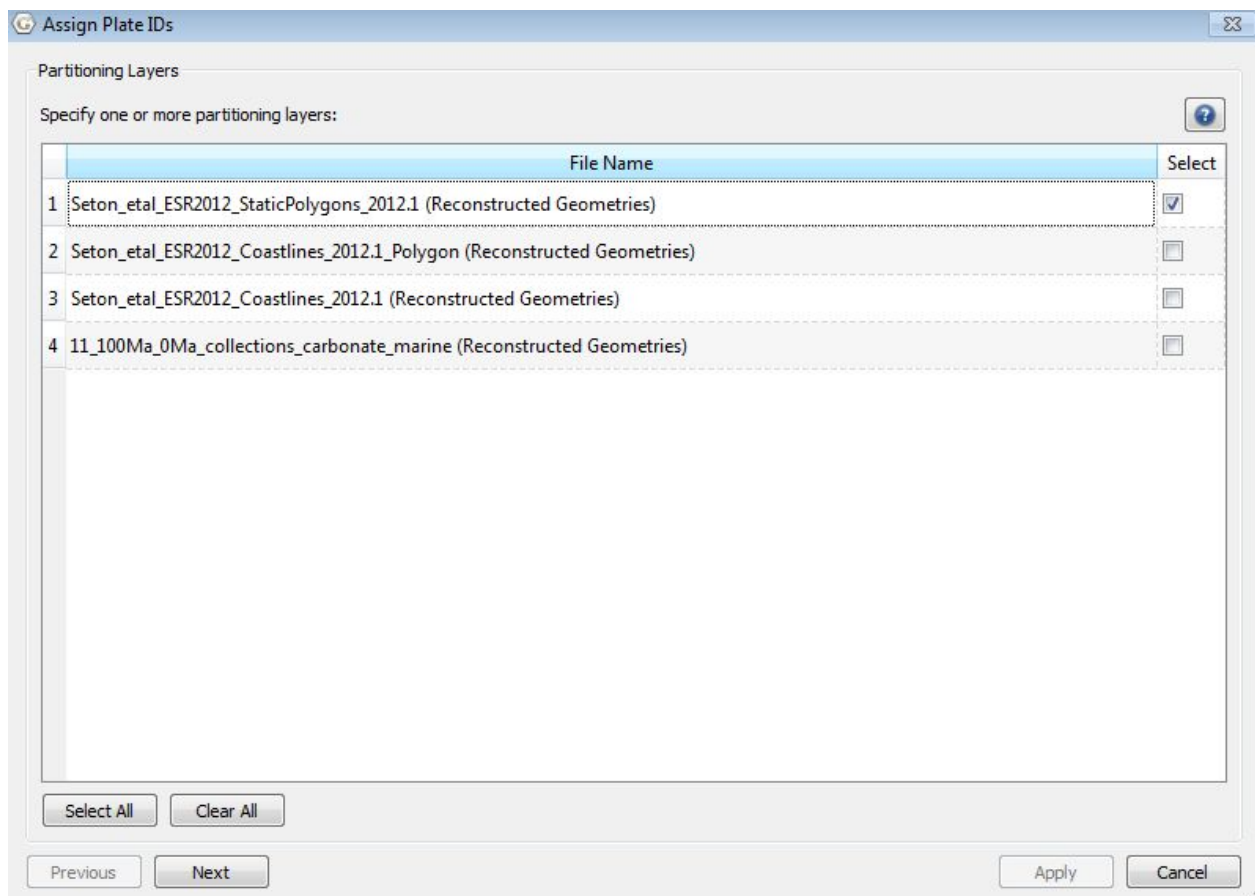 Assign Plate IDs
Partitioning Layers
Specify one or more partitioning layers:
File Name Select
1 Seton_etal_ESR2012_StaticPolygons_2012.1 (Reconstructed Geometries)
2 Seton_etal_ESR2012_Coastlines_2012.1_Polygon (Reconstructed Geometries)
3 Seton_etal_ESR2012_Coastlines_2012.1 (Reconstructed Geometries)
4 11_100Ma_0Ma_collections_carbonate_marine (Reconstructed Geometries)
Select All Clear All
Previous Next Apply Cancel